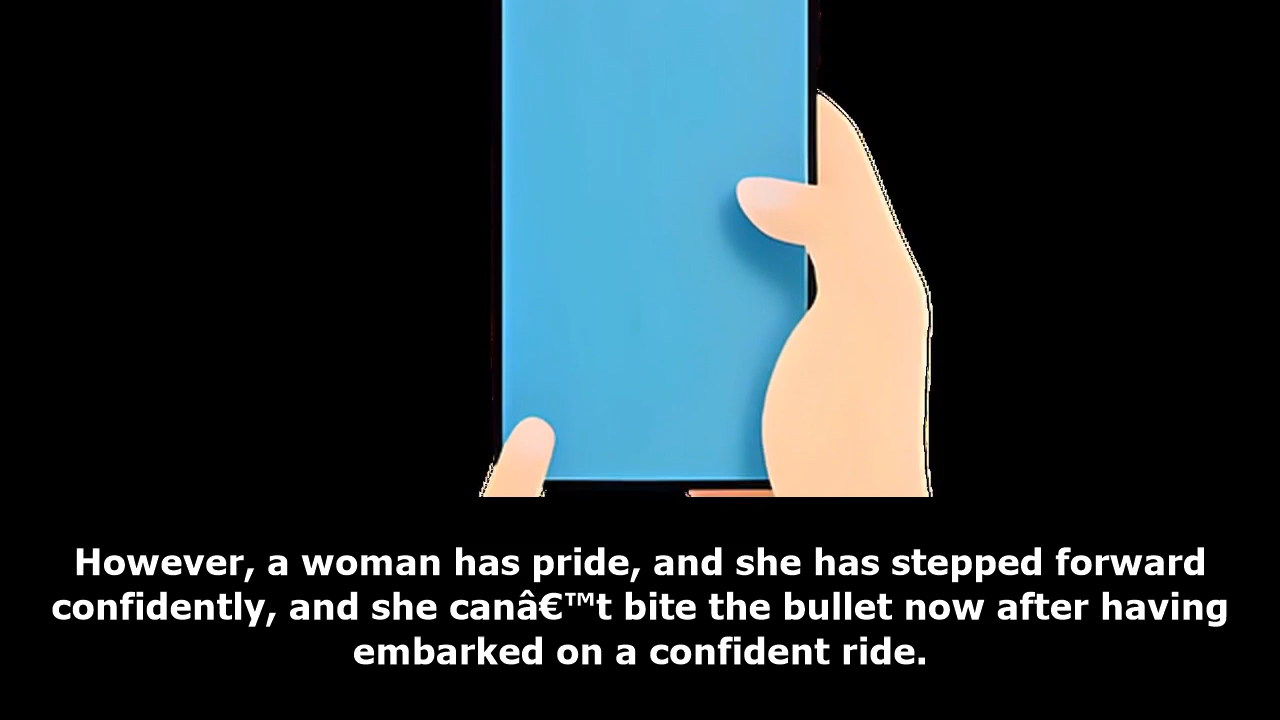 However, a woman has pride, and she has stepped forward
confidently, and she canâ€™t bite the bullet now after having
embarked on a confident ride.